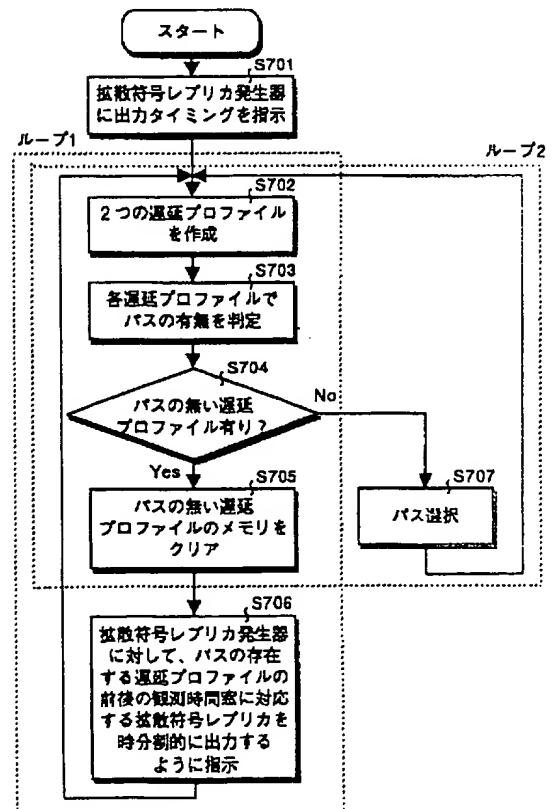 スタート
S701
拡散符号レプリカ発生器
に出力タイミングを指示
ループ1
ループ2
S702
2つの遅延プロファイル
を作成
S703
各遅延プロファイルで
パスの有無を判定
S704
パスの無い遅延
プロファイル有り？
No
Yes
S705
パスの無い遅延
プロファイルのメモリを
クリア
S707
パス選択
S706
拡散符号レプリカ発生器
に対して、パスの存在
する遅延プロファイルの
前後の観測時間窓に対応
する拡散符号レプリカを
時分割的に出力する
ように指示